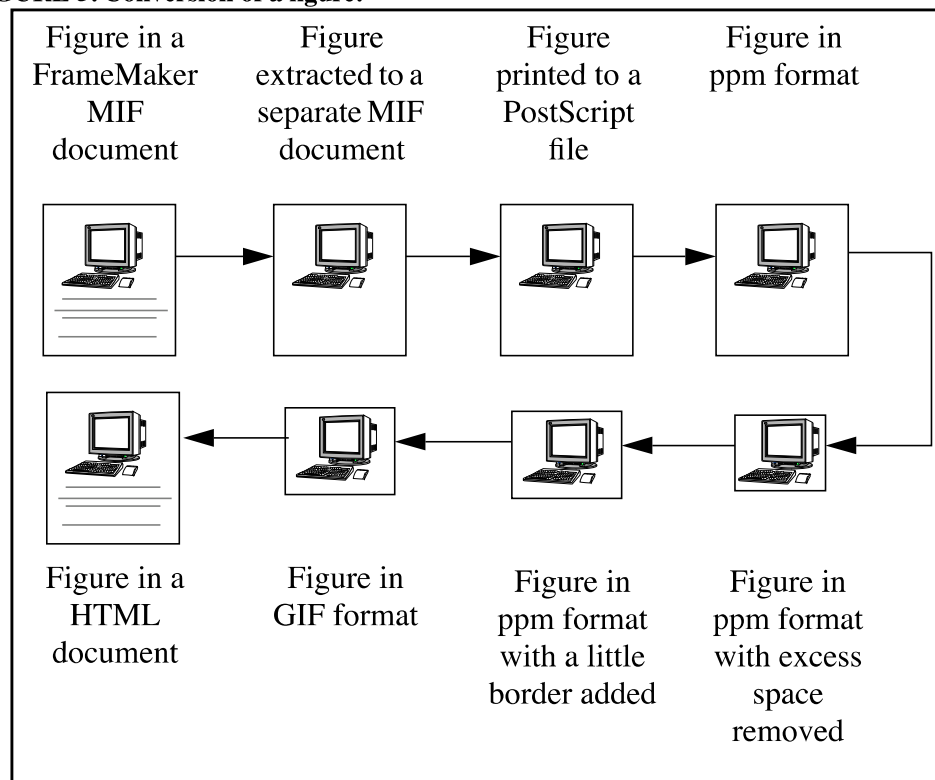 Figure in a
FrameMaker
MIF
document
Figure
extracted to a
separate MIF
document
Figure
printed to a
PostScript
file
Figure in
ppm format
Figure in a
HTML
document
Figure in
GIF format
Figure in
ppm format
with a little
border added
Figure in
ppm format
with excess
space
removed